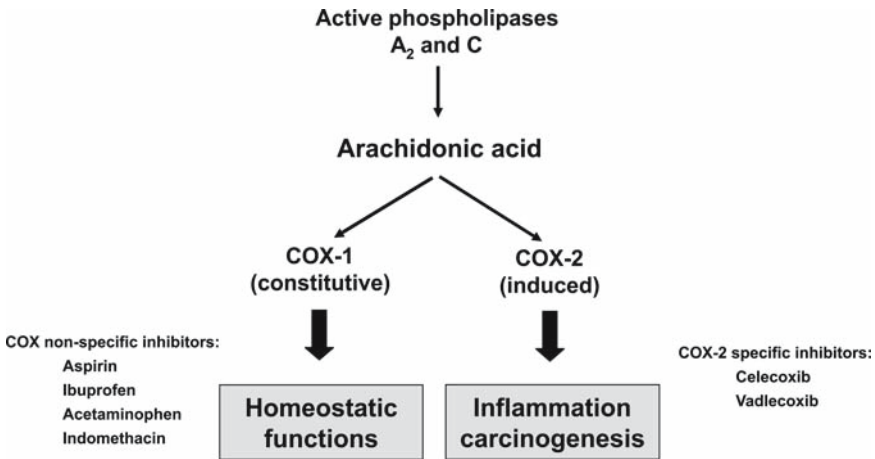 Active phospholipases
A₂ and C
Arachidonic acid
COX-1
(constitutive)
COX-2
(induced)
COX non-specific inhibitors:
Aspirin
Ibuprofen
Acetaminophen
Indomethacin
Homeostatic
functions
Inflammation
carcinogenesis
COX-2 specific inhibitors:
Celecoxib
Vadlecoxib